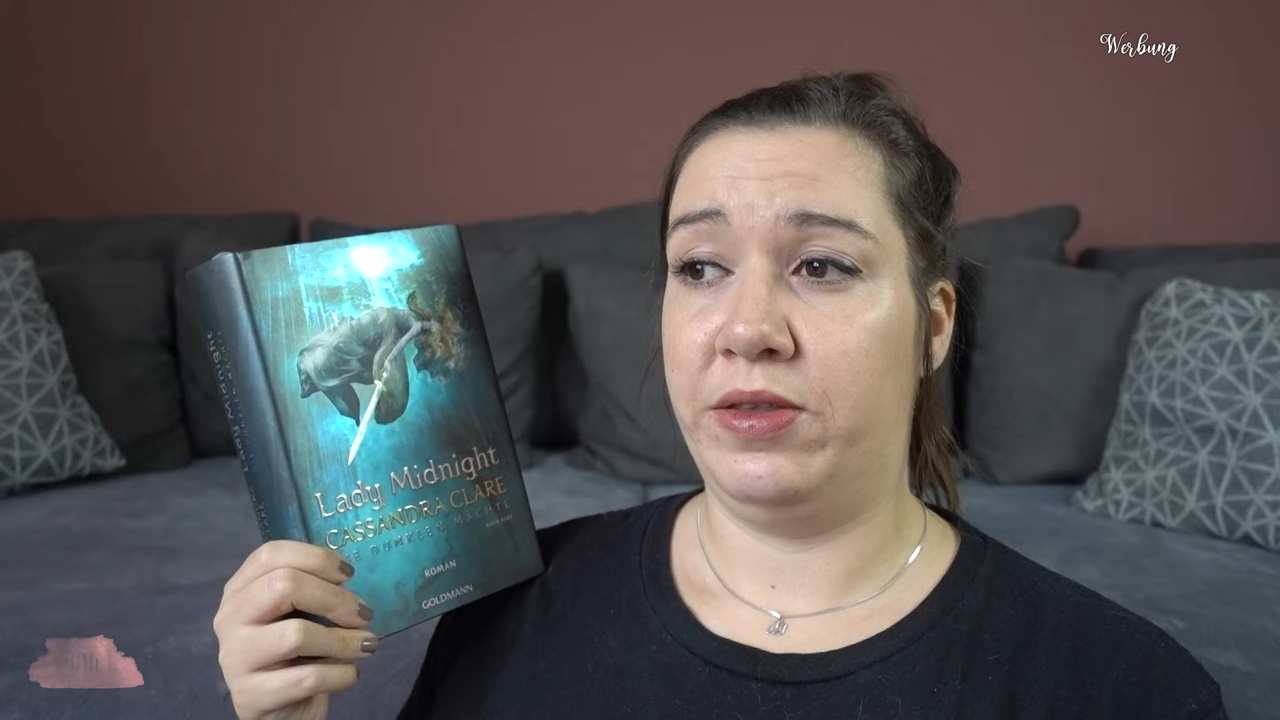 Werbung
Lady Midnight
Lady Midnight
CASSANDRA CLARE
DIE DUNKLEN MÄCHTE
ROMAN
GOLDMANN